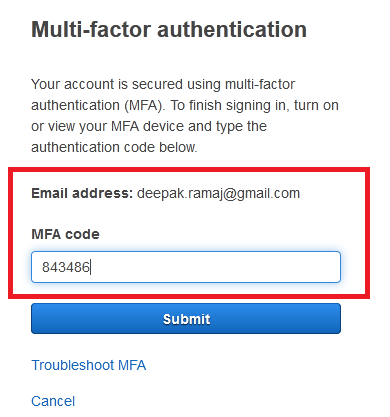 Multi-factor authentication
Your account is secured using multi-factor
authentication (MFA). To finish signing in, turn on
or view your MFA device and type the
authentication code below.
Email address: deepak.ramaj@gmail.com
MFA code
843486
Submit
Troubleshoot MFA
Cancel